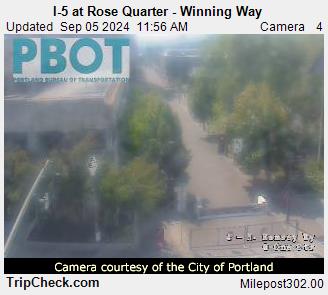 I-5 at Rose Quarter - Winning Way
Updated Sep 05 2024 11:56 AM Camera 4
PBOT
PORTLAND BUREAU OF TRANSPORTATION
Camera courtesy of the City of Portland
TripCheck.com Milepost302.00